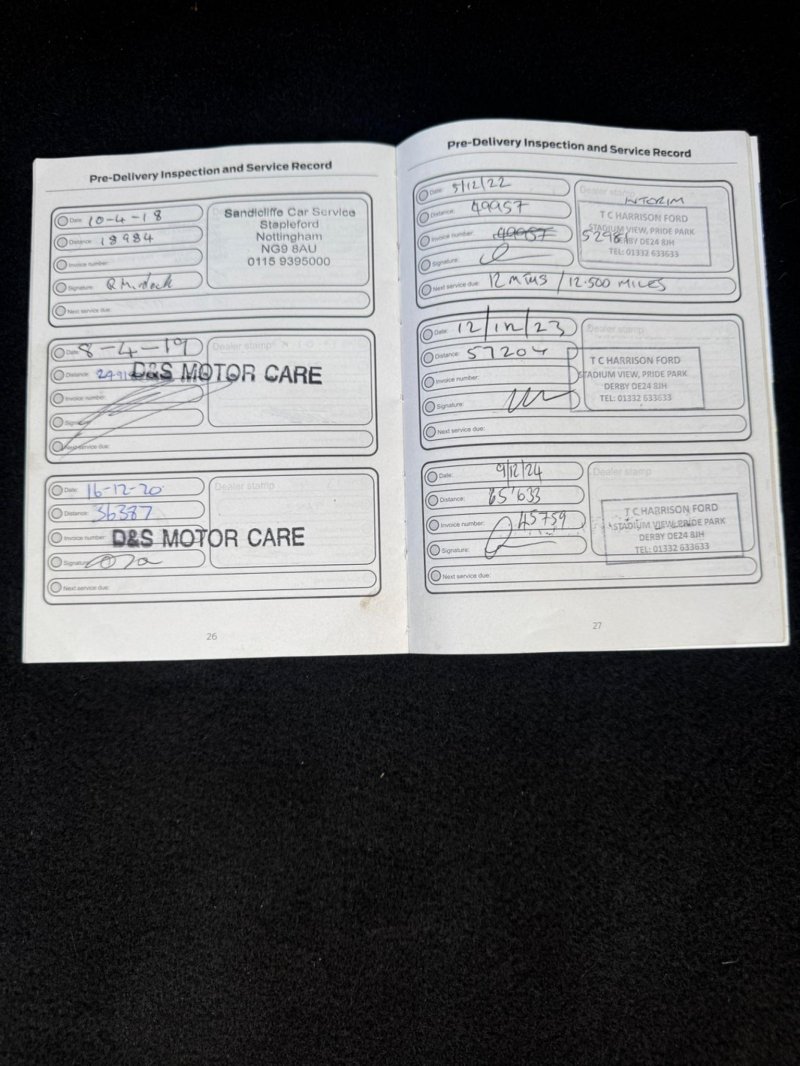 Pre-Delivery Inspection and Service Record
Date: 10-4-18
Distance: 18984
Invoice number:
Signature:
Next service due:
Sandicliffe Car Service
Stapleford
Nottingham
NG9 8AU
0115 9395000
Date: 8-4-19
Dealer stamp
Distance:
D&S MOTOR CARE
Invoice number:
Signature:
Next service due:
Date: 16-12-20
Dealer stamp
Distance: 36387
Invoice number:
D&S MOTOR CARE
Signature:
Next service due:
26
Pre-Delivery Inspection and Service Record
Date: 5/12/22
Dealer stamp
INTERIM
Distance: 49957
Invoice number: 49957 52986
Signature:
T C HARRISON FORD
STADIUM VIEW, PRIDE PARK
DERBY DE24 8JH
TEL: 01332 633633
Next service due: 12 MTHS / 12.500 MILES
Date: 12/12/23
Dealer stamp
Distance: 57204
Invoice number:
Signature:
T C HARRISON FORD
STADIUM VIEW, PRIDE PARK
DERBY DE24 8JH
TEL: 01332 633633
Next service due:
Date: 9/12/24
Dealer stamp
Distance: 65'633
Invoice number: 45759
Signature:
T C HARRISON FORD
STADIUM VIEW, PRIDE PARK
DERBY DE24 8JH
TEL: 01332 633633
Next service due:
27